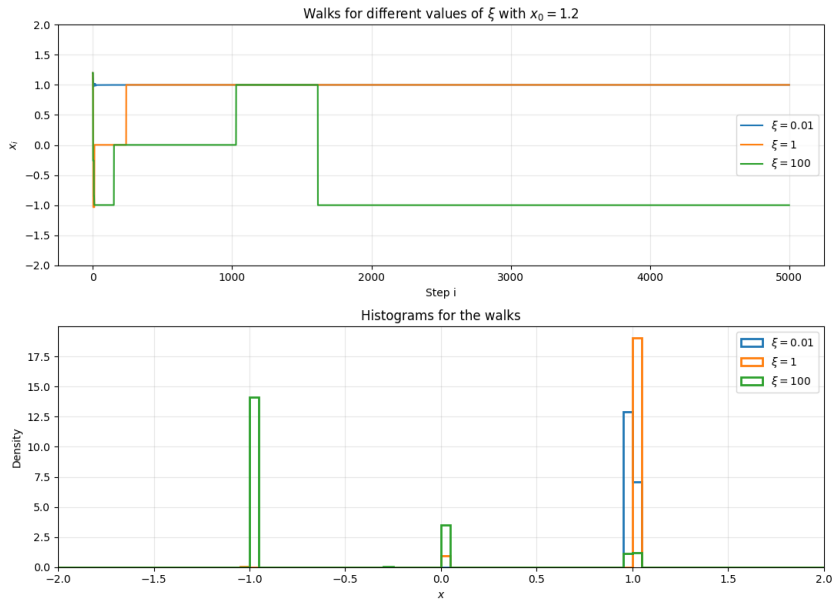 Walks for different values of ξ with x₀ = 1.2
2.0
1.5
1.0
0.5
0.0
−0.5
−1.0
−1.5
−2.0
xᵢ
ξ = 0.01
ξ = 1
ξ = 100
0 1000 2000 3000 4000 5000
Step i
Histograms for the walks
17.5
15.0
12.5
10.0
7.5
5.0
2.5
0.0
Density
ξ = 0.01
ξ = 1
ξ = 100
−2.0 −1.5 −1.0 −0.5 0.0 0.5 1.0 1.5 2.0
x